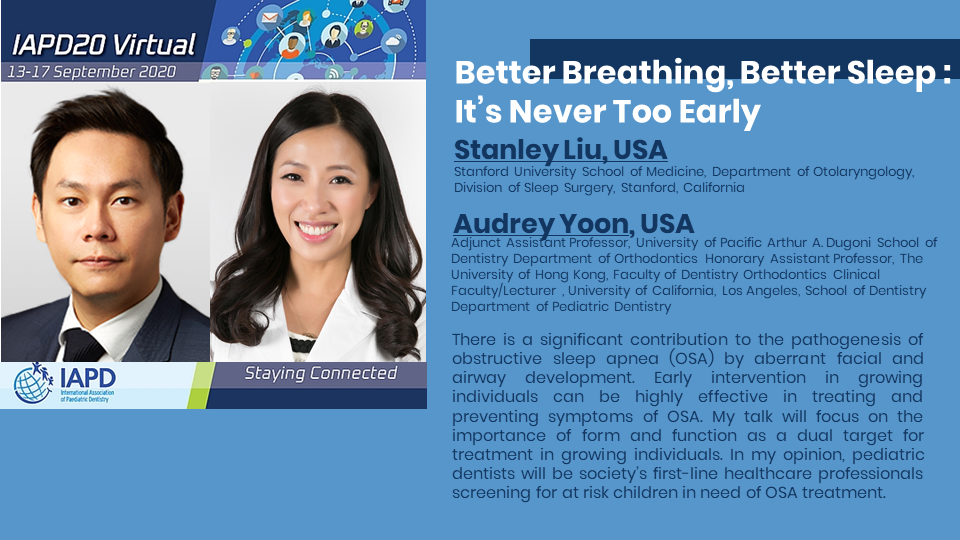 IAPD20 Virtual
13-17 September 2020
Better Breathing, Better Sleep :
It's Never Too Early
Stanley Liu, USA
Stanford University School of Medicine, Department of Otolaryngology,
Division of Sleep Surgery, Stanford, California
Audrey Yoon, USA
Adjunct Assistant Professor, University of Pacific Arthur A. Dugoni School of
Dentistry Department of Orthodontics Honorary Assistant Professor, The
University of Hong Kong, Faculty of Dentistry Orthodontics Clinical
Faculty/Lecturer , University of California, Los Angeles, School of Dentistry
Department of Pediatric Dentistry
There is a significant contribution to the pathogenesis of
obstructive sleep apnea (OSA) by aberrant facial and
airway development. Early intervention in growing
individuals can be highly effective in treating and
preventing symptoms of OSA. My talk will focus on the
importance of form and function as a dual target for
treatment in growing individuals. In my opinion, pediatric
dentists will be society's first-line healthcare professionals
screening for at risk children in need of OSA treatment.
IAPD
International Association
of Paediatric Dentistry
Staying Connected